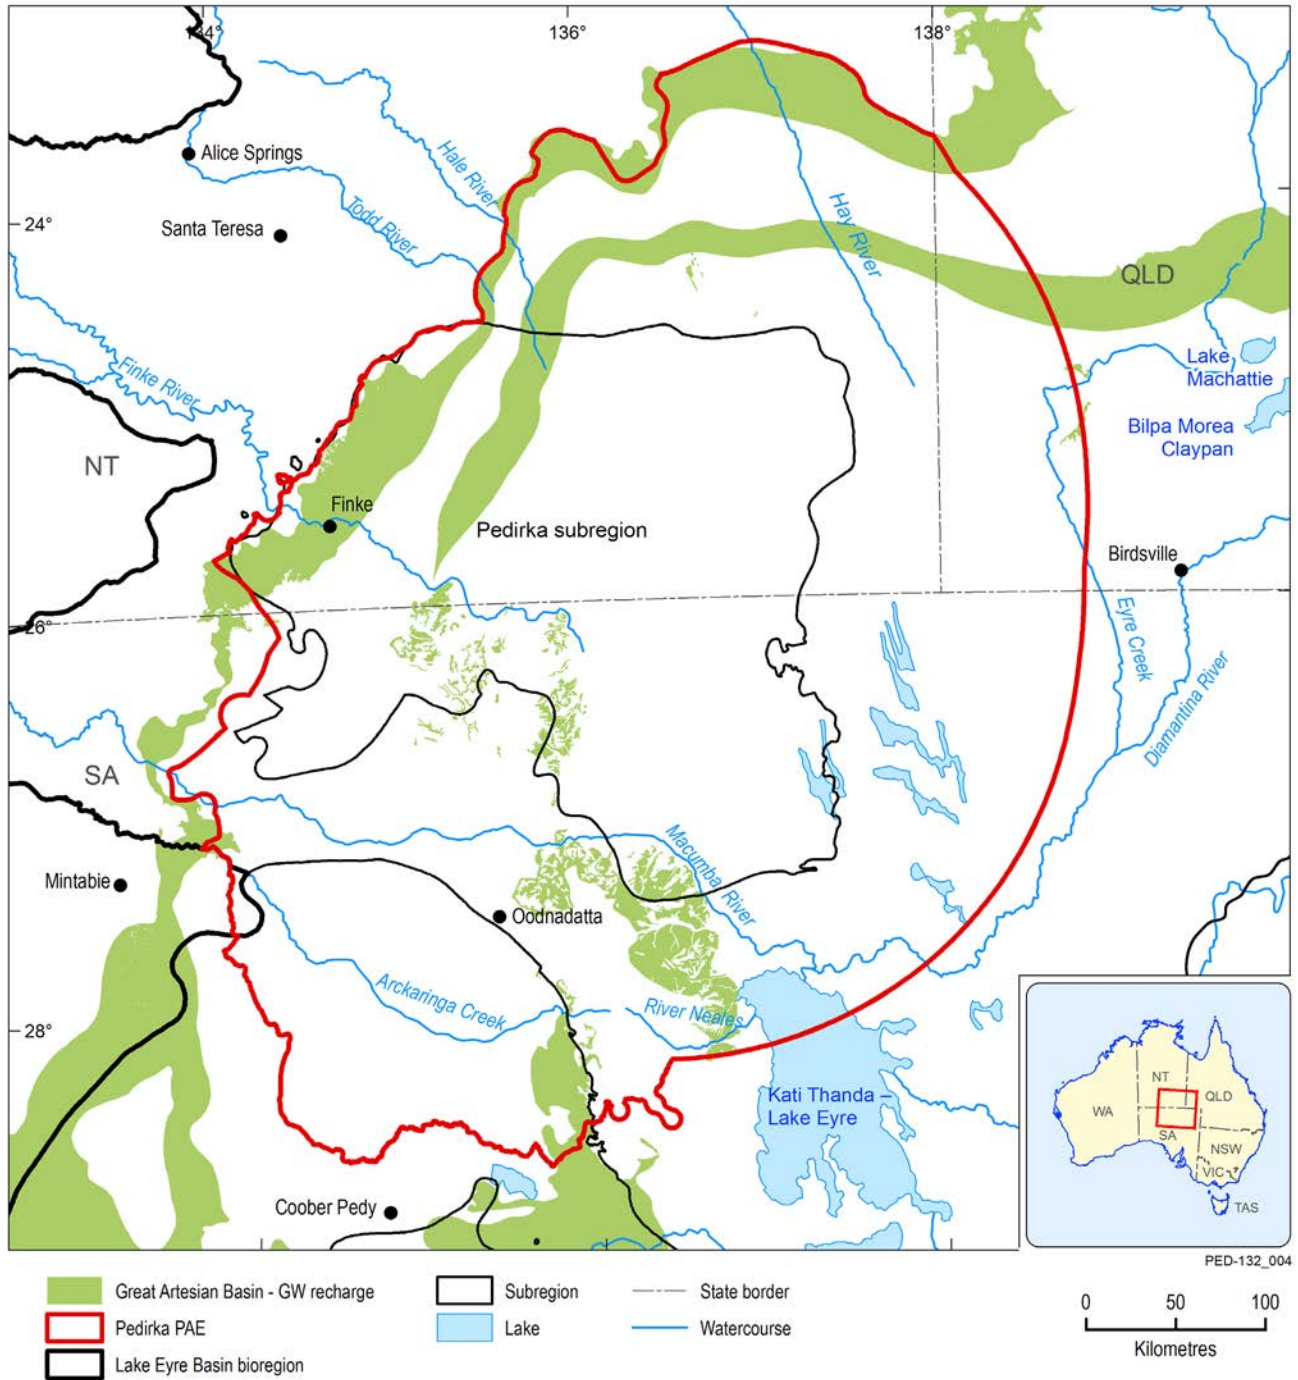 134°
136°
138°
Alice Springs
Hale River
Santa Teresa
Todd River
Hay River
24°
QLD
Finke River
Lake
Machattie
Bilpa Morea
Claypan
NT
Finke
Pedirka subregion
Birdsville
26°
Eyre Creek
Diamantina River
SA
Macumba River
Mintabie
Oodnadatta
Arckaringa Creek
River Neales
28°
Kati Thanda –
Lake Eyre
Coober Pedy
NT
QLD
WA
SA
NSW
VIC
TAS
PED-132_004
Great Artesian Basin - GW recharge
Subregion
State border
Pedirka PAE
Lake
Watercourse
Lake Eyre Basin bioregion
0 50 100
Kilometres